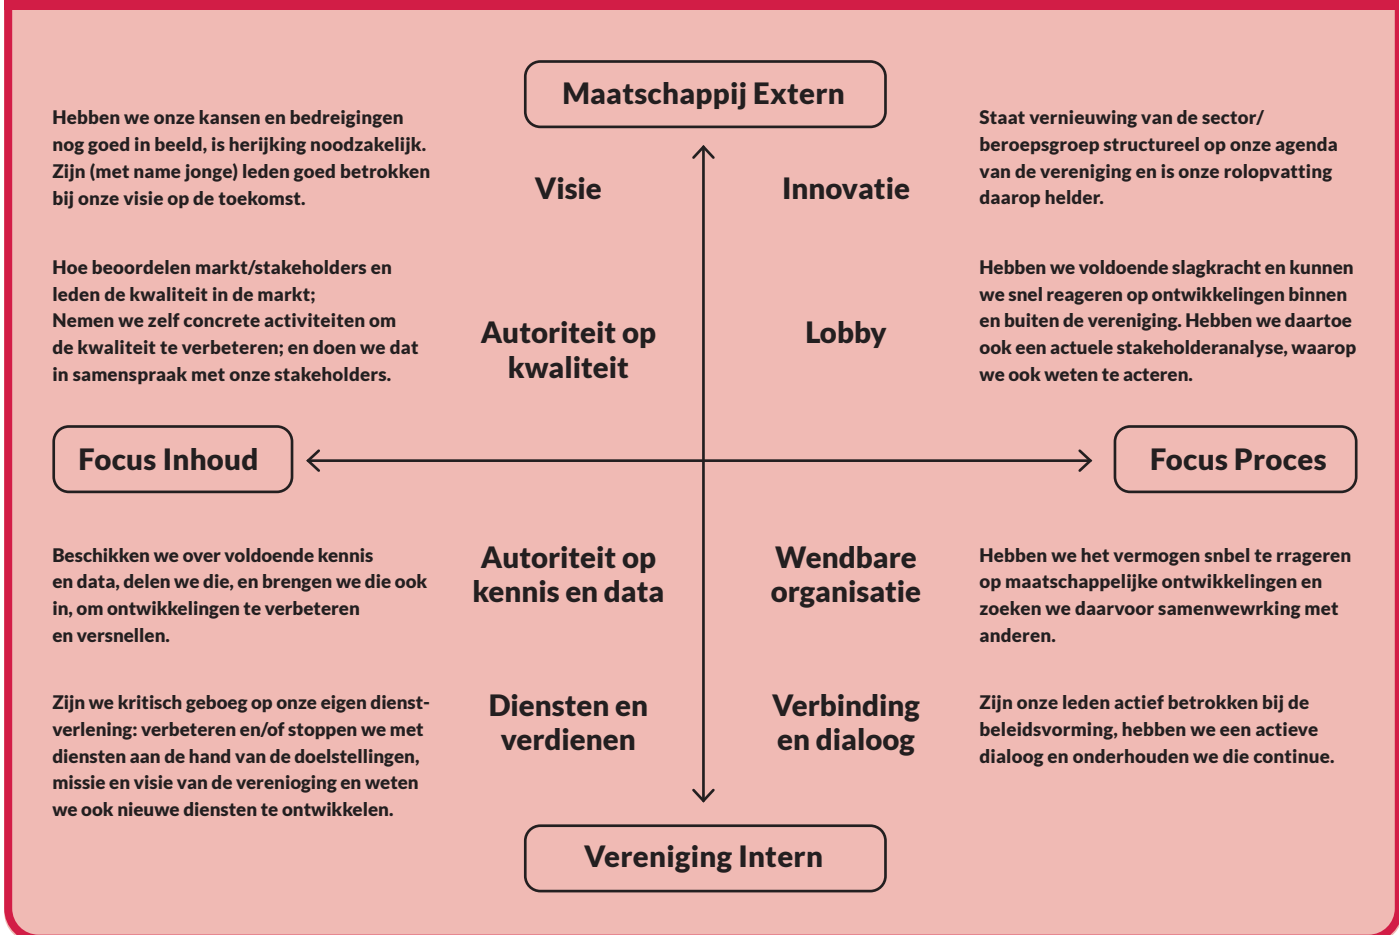 Maatschappij Extern
Hebben we onze kansen en bedreigingen
nog goed in beeld, is herijking noodzakelijk.
Zijn (met name jonge) leden goed betrokken
bij onze visie op de toekomst.
Visie
Innovatie
Staat vernieuwing van de sector/
beroepsgroep structureel op onze agenda
van de vereniging en is onze rolopvatting
daarop helder.
Hoe beoordelen markt/stakeholders en
leden de kwaliteit in de markt;
Nemen we zelf concrete activiteiten om
de kwaliteit te verbeteren; en doen we dat
in samenspraak met onze stakeholders.
Autoriteit op
kwaliteit
Lobby
Hebben we voldoende slagkracht en kunnen
we snel reageren op ontwikkelingen binnen
en buiten de vereniging. Hebben we daartoe
ook een actuele stakeholderanalyse, waarop
we ook weten te acteren.
Focus Inhoud
Focus Proces
Beschikken we over voldoende kennis
en data, delen we die, en brengen we die ook
in, om ontwikkelingen te verbeteren
en versnellen.
Autoriteit op
kennis en data
Wendbare
organisatie
Hebben we het vermogen snbel te rrageren
op maatschappelijke ontwikkelingen en
zoeken we daarvoor samenwewrking met
anderen.
Zijn we kritisch geboeg op onze eigen dienst-
verlening: verbeteren en/of stoppen we met
diensten aan de hand van de doelstellingen,
missie en visie van de verenioging en weten
we ook nieuwe diensten te ontwikkelen.
Diensten en
verdienen
Verbinding
en dialoog
Zijn onze leden actief betrokken bij de
beleidsvorming, hebben we een actieve
dialoog en onderhouden we die continue.
Vereniging Intern